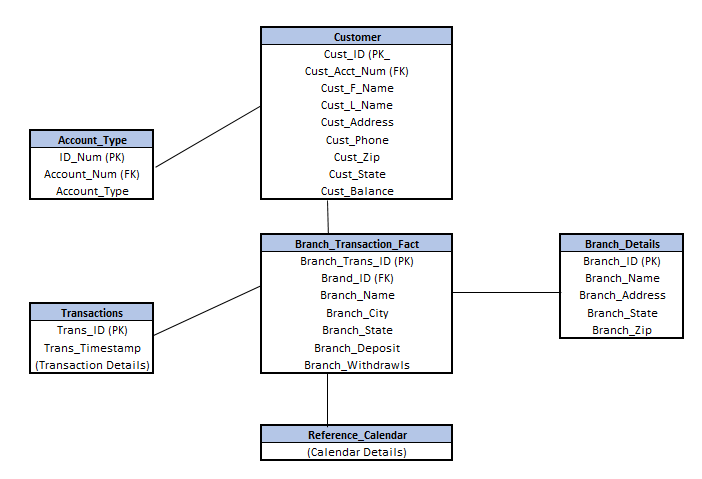 Customer
Cust_ID (PK_
Cust_Acct_Num (FK)
Cust_F_Name
Cust_L_Name
Cust_Address
Cust_Phone
Cust_Zip
Cust_State
Cust_Balance
Account_Type
ID_Num (PK)
Account_Num (FK)
Account_Type
Branch_Transaction_Fact
Branch_Trans_ID (PK)
Brand_ID (FK)
Branch_Name
Branch_City
Branch_State
Branch_Deposit
Branch_Withdrawls
Branch_Details
Branch_ID (PK)
Branch_Name
Branch_Address
Branch_State
Branch_Zip
Transactions
Trans_ID (PK)
Trans_Timestamp
(Transaction Details)
Reference_Calendar
(Calendar Details)